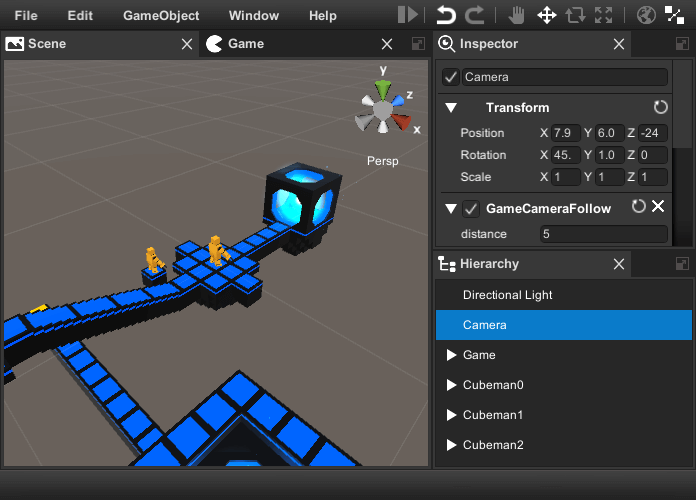 File Edit GameObject Window Help
Scene Game
Inspector
Camera
Transform
Position X 7.9 Y 6.0 Z -24
Rotation X 45. Y 1.0 Z 0
Scale X 1 Y 1 Z 1
GameCameraFollow
distance 5
y
z
x
Persp
Hierarchy
Directional Light
Camera
Game
Cubeman0
Cubeman1
Cubeman2